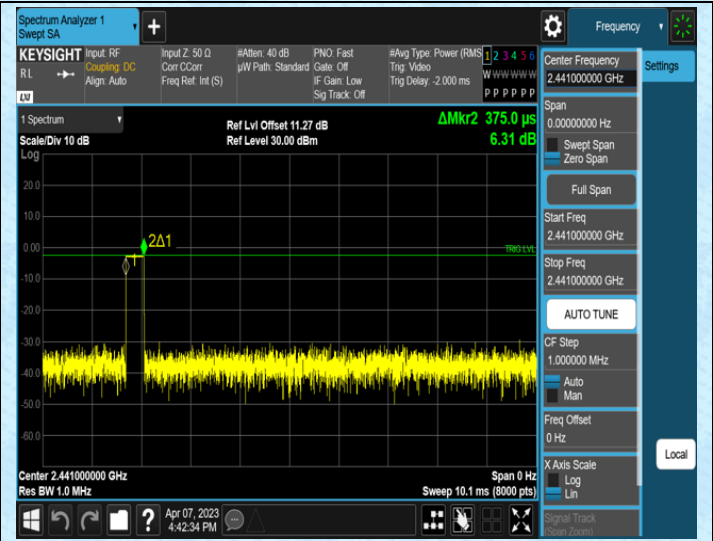 Spectrum Analyzer 1
Swept SA
+
Frequency
KEYSIGHT
RL
LXI
Input: RF
Coupling: DC
Align: Auto
Input Z: 50 Ω
Corr CCorr
Freq Ref: Int (S)
#Atten: 40 dB
µW Path: Standard
PNO: Fast
Gate: Off
IF Gain: Low
Sig Track: Off
#Avg Type: Power (RMS
Trig: Video
Trig Delay: -2.000 ms
1 2 3 4 5 6
W W W W W W
P P P P P P
1 Spectrum
Scale/Div 10 dB
Log
Ref Lvl Offset 11.27 dB
Ref Level 30.00 dBm
ΔMkr2 375.0 µs
6.31 dB
20.0
10.0
0.00
-10.0
-20.0
-30.0
-40.0
-50.0
-60.0
2Δ1
1
TRIG LVL
Center 2.441000000 GHz
Res BW 1.0 MHz
Span 0 Hz
Sweep 10.1 ms (8000 pts)
Center Frequency
2.441000000 GHz
Settings
Span
0.00000000 Hz
Swept Span
Zero Span
Full Span
Start Freq
2.441000000 GHz
Stop Freq
2.441000000 GHz
AUTO TUNE
CF Step
1.000000 MHz
Auto
Man
Freq Offset
0 Hz
X Axis Scale
Log
Lin
Signal Track
(Span Zoom)
Local
?
Apr 07, 2023
4:42:34 PM